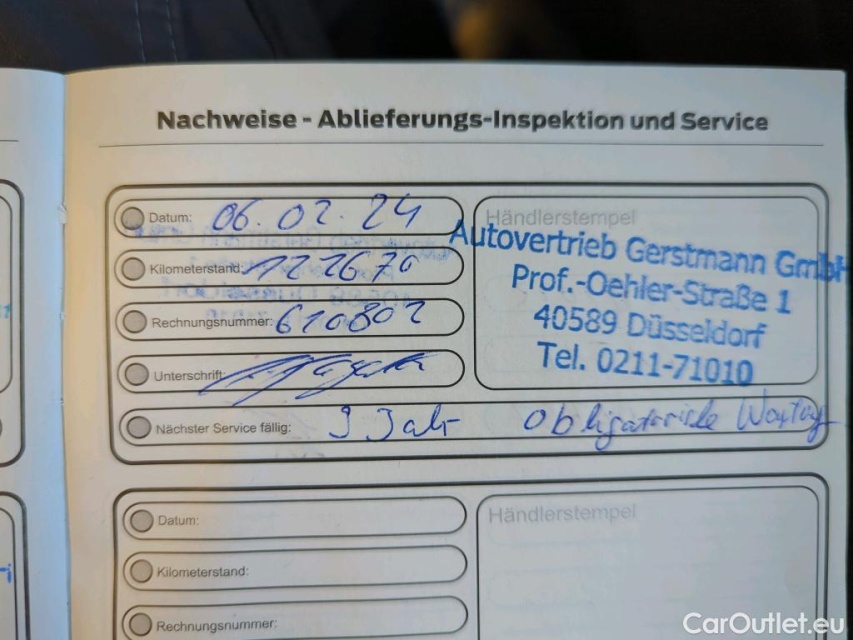 Nachweise - Ablieferungs-Inspektion und Service
Datum: 06.02.24
Kilometerstand:
Rechnungsnummer: 610802
Unterschrift:
Händlerstempel
Autovertrieb Gerstmann GmbH
Prof.-Oehler-Straße 1
40589 Düsseldorf
Tel. 0211-71010
Nächster Service fällig: Jahr
Datum:
Kilometerstand:
Rechnungsnummer:
Händlerstempel
CarOutlet.eu